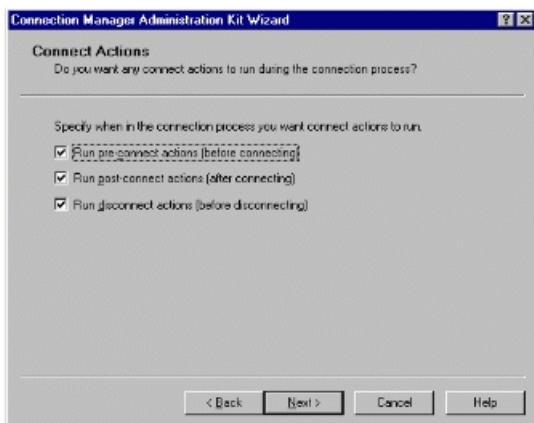 Connection Manager Administration Kit Wizard
Connect Actions
Do you want any connect actions to run during the connection process?
Specify when in the connection process you want connect actions to run.
Run pre-connect actions (before connecting)
Run post-connect actions (after connecting)
Run disconnect actions (before disconnecting)
< Back Next > Cancel Help